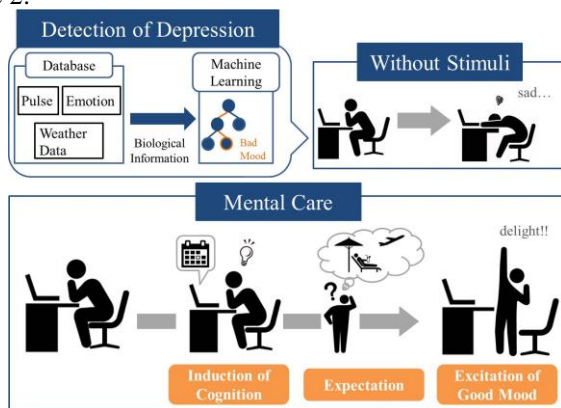 Detection of Depression
Database
Pulse
Emotion
Weather
Data
Biological
Information
Machine
Learning
Bad
Mood
Without Stimuli
sad…
Mental Care
delight!!
?
Induction of
Cognition
Expectation
Excitation of
Good Mood